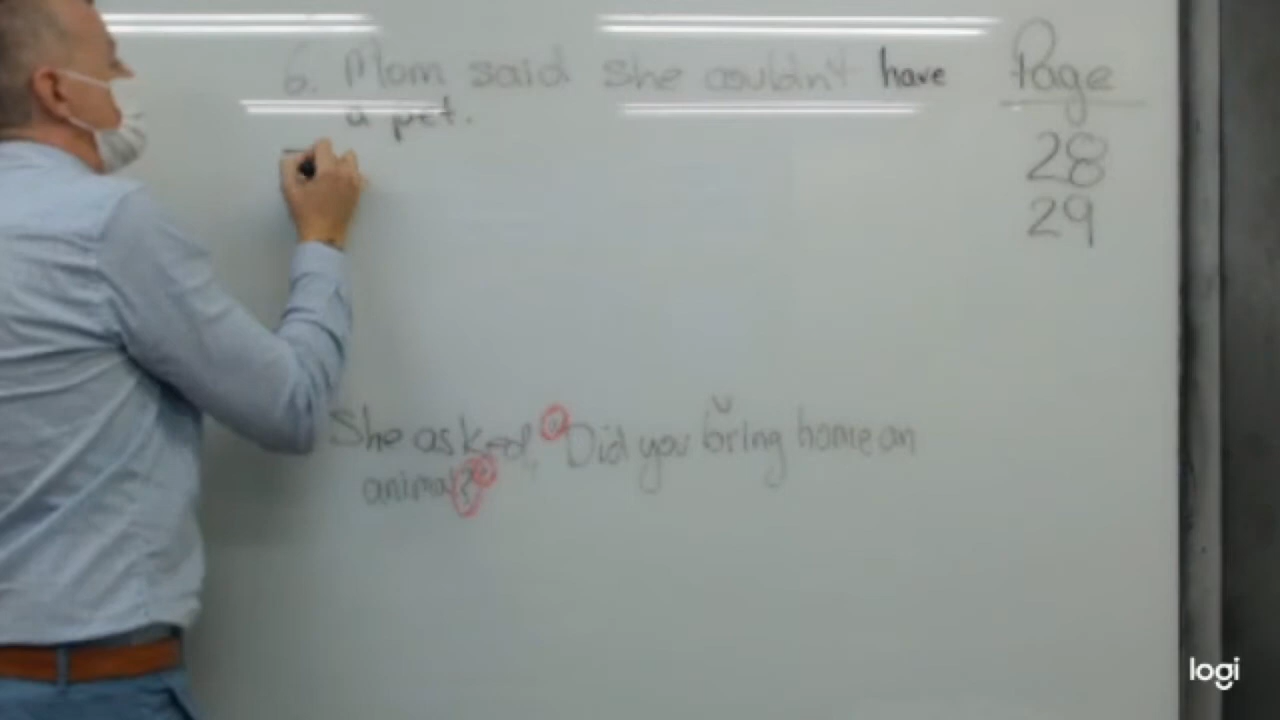 6. Mom said she couldn't have
a pet.
Page
28
29
She asked, "Did you bring home an
animal?"
logi